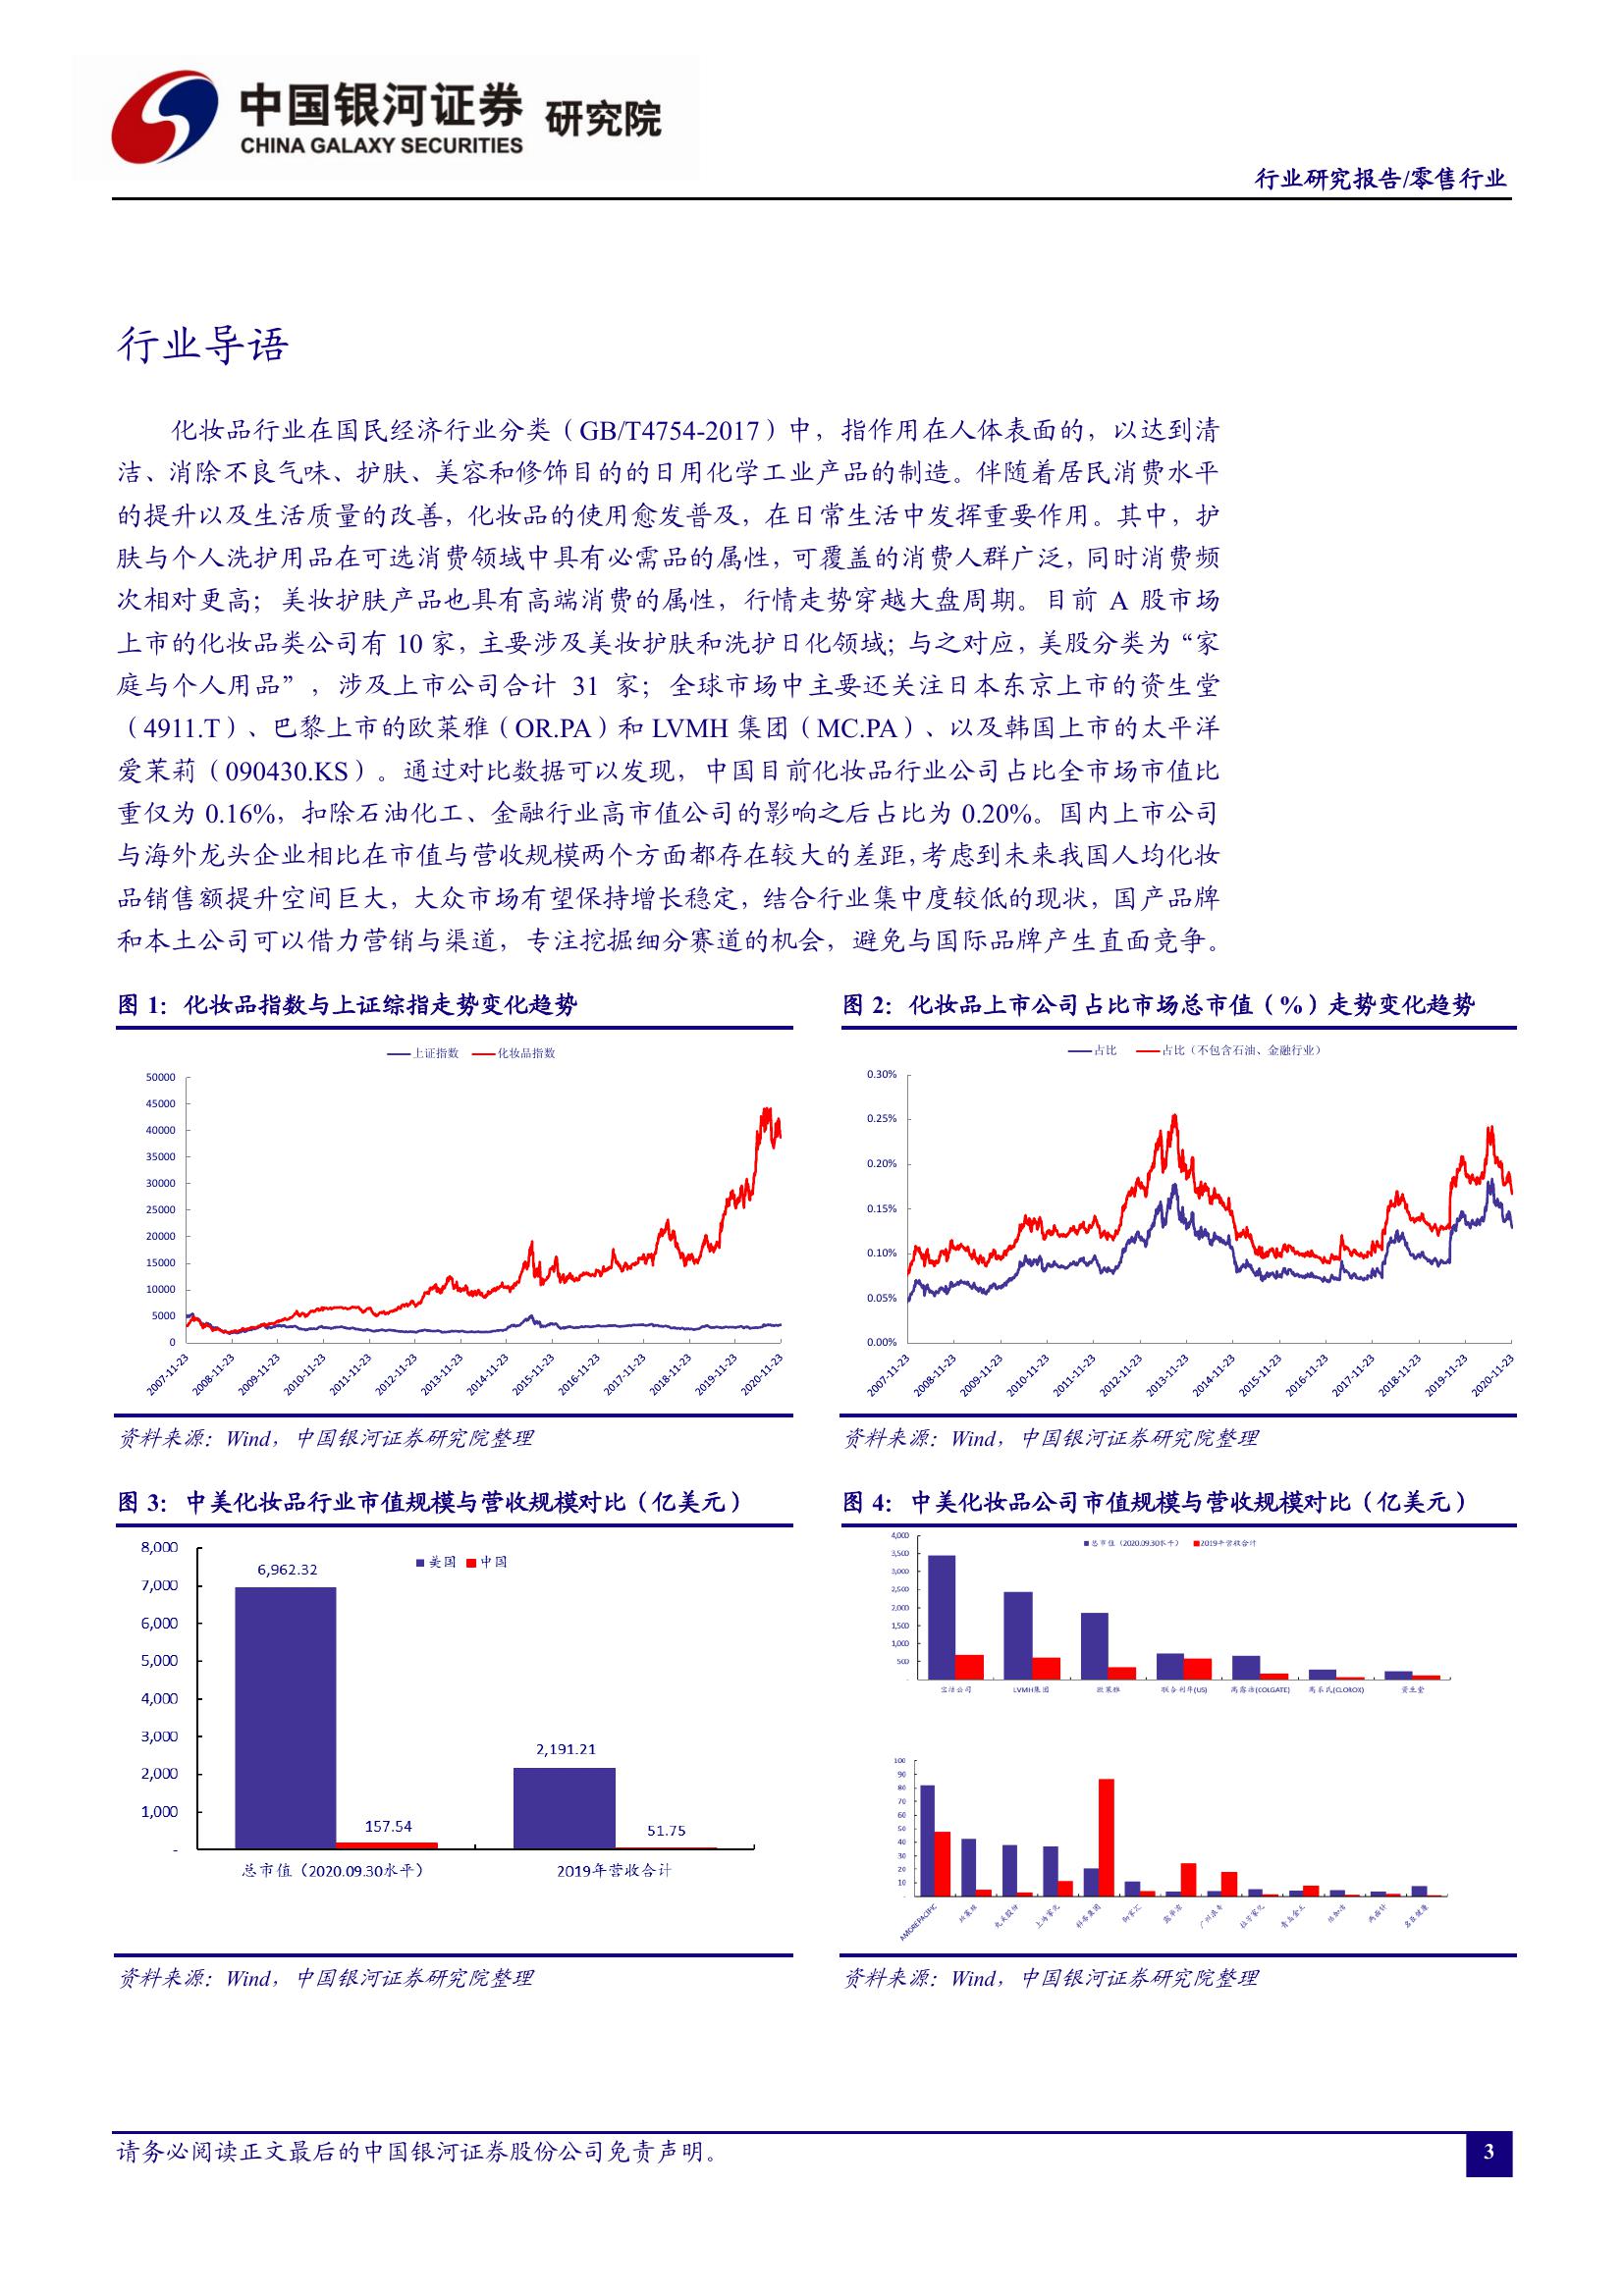 中国银河证券 研究院
CHINA GALAXY SECURITIES
行业研究报告/零售行业
行业导语
化妆品行业在国民经济行业分类（GB/T4754-2017）中，指作用在人体表面的，以达到清
洁、消除不良气味、护肤、美容和修饰目的的日用化学工业产品的制造。伴随着居民消费水平
的提升以及生活质量的改善，化妆品的使用愈发普及，在日常生活中发挥重要作用。其中，护
肤与个人洗护用品在可选消费领域中具有必需品的属性，可覆盖的消费人群广泛，同时消费频
次相对更高；美妆护肤产品也具有高端消费的属性，行情走势穿越大盘周期。目前 A 股市场
上市的化妆品类公司有 10 家，主要涉及美妆护肤和洗护日化领域；与之对应，美股分类为“家
庭与个人用品”，涉及上市公司合计 31 家；全球市场中主要还关注日本东京上市的资生堂
（4911.T）、巴黎上市的欧莱雅（OR.PA）和 LVMH 集团（MC.PA）、以及韩国上市的太平洋
爱茉莉（090430.KS）。通过对比数据可以发现，中国目前化妆品行业公司占比全市场市值比
重仅为 0.16%，扣除石油化工、金融行业高市值公司的影响之后占比为 0.20%。国内上市公司
与海外龙头企业相比在市值与营收规模两个方面都存在较大的差距，考虑到未来我国人均化妆
品销售额提升空间巨大，大众市场有望保持增长稳定，结合行业集中度较低的现状，国产品牌
和本土公司可以借力营销与渠道，专注挖掘细分赛道的机会，避免与国际品牌产生直面竞争。
图 1：化妆品指数与上证综指走势变化趋势
上证指数 化妆品指数
50000
45000
40000
35000
30000
25000
20000
15000
10000
5000
0
2007-11-23 2008-11-23 2009-11-23 2010-11-23 2011-11-23 2012-11-23 2013-11-23 2014-11-23 2015-11-23 2016-11-23 2017-11-23 2018-11-23 2019-11-23 2020-11-23
资料来源：Wind，中国银河证券研究院整理
图 2：化妆品上市公司占比市场总市值（%）走势变化趋势
占比 占比（不包含石油、金融行业）
0.30%
0.25%
0.20%
0.15%
0.10%
0.05%
0.00%
2007-11-23 2008-11-23 2009-11-23 2010-11-23 2011-11-23 2012-11-23 2013-11-23 2014-11-23 2015-11-23 2016-11-23 2017-11-23 2018-11-23 2019-11-23 2020-11-23
资料来源：Wind，中国银河证券研究院整理
图 3：中美化妆品行业市值规模与营收规模对比（亿美元）
美国 中国
8,000
7,000
6,000
5,000
4,000
3,000
2,000
1,000
-
6,962.32
157.54
2,191.21
51.75
总市值（2020.09.30水平） 2019年营收合计
资料来源：Wind，中国银河证券研究院整理
图 4：中美化妆品公司市值规模与营收规模对比（亿美元）
总市值（2020.09.30水平） 2019年营收合计
4,000
3,500
3,000
2,500
2,000
1,500
1,000
500
-
宝洁公司 LVMH集团 欧莱雅 联合利华(US) 高露洁(COLGATE) 高乐氏(CLOROX) 资生堂
100
90
80
70
60
50
40
30
20
10
-
AMOREPACIFIC 丸美股份 上海家化 科思集团 御家汇 广州浪奇 拉芳家化 青岛金王 两面针 名臣健康
资料来源：Wind，中国银河证券研究院整理
请务必阅读正文最后的中国银河证券股份公司免责声明。
3